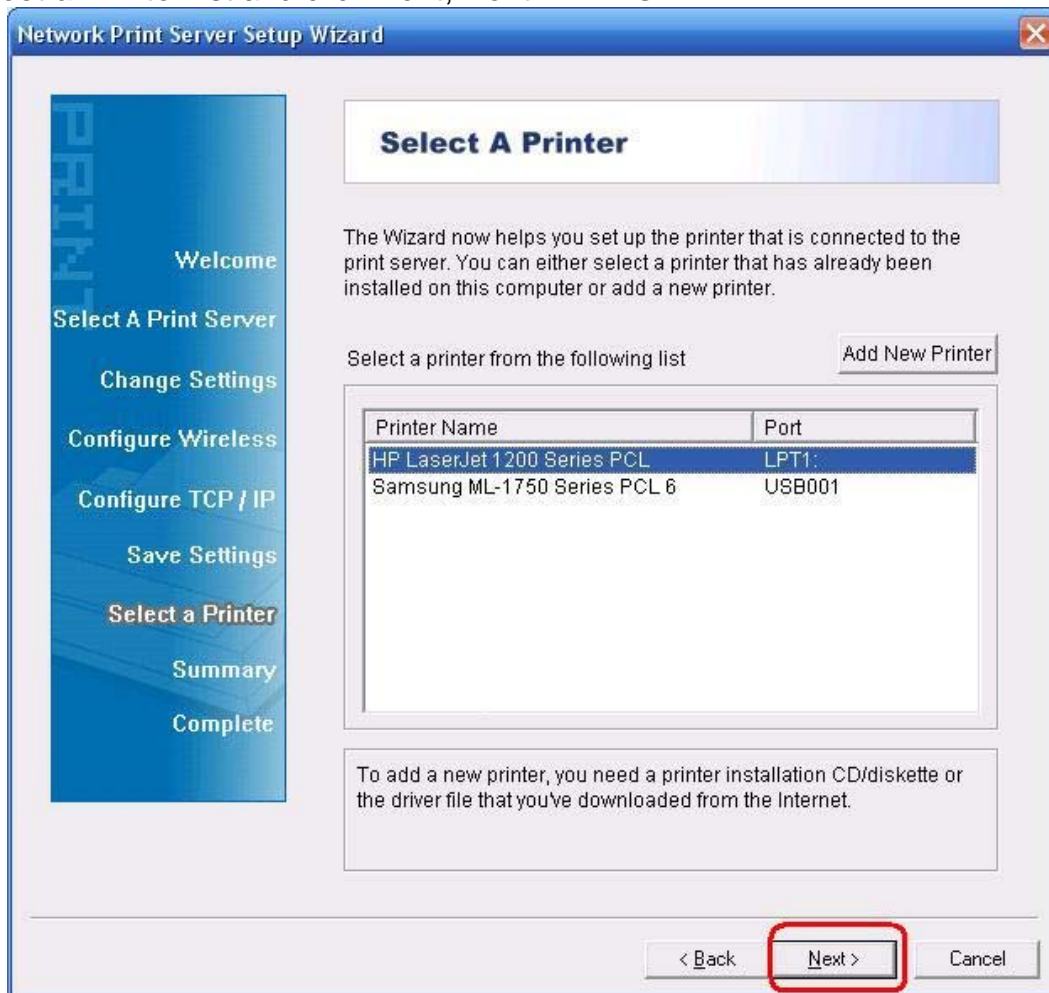 Network Print Server Setup Wizard
PRINT
Select A Printer
Welcome
Select A Print Server
Change Settings
Configure Wireless
Configure TCP / IP
Save Settings
Select a Printer
Summary
Complete
The Wizard now helps you set up the printer that is connected to the
print server. You can either select a printer that has already been
installed on this computer or add a new printer.
Select a printer from the following list
Add New Printer
Printer Name Port
HP LaserJet 1200 Series PCL LPT1:
Samsung ML-1750 Series PCL 6 USB001
To add a new printer, you need a printer installation CD/diskette or
the driver file that you've downloaded from the Internet.
< Back Next > Cancel